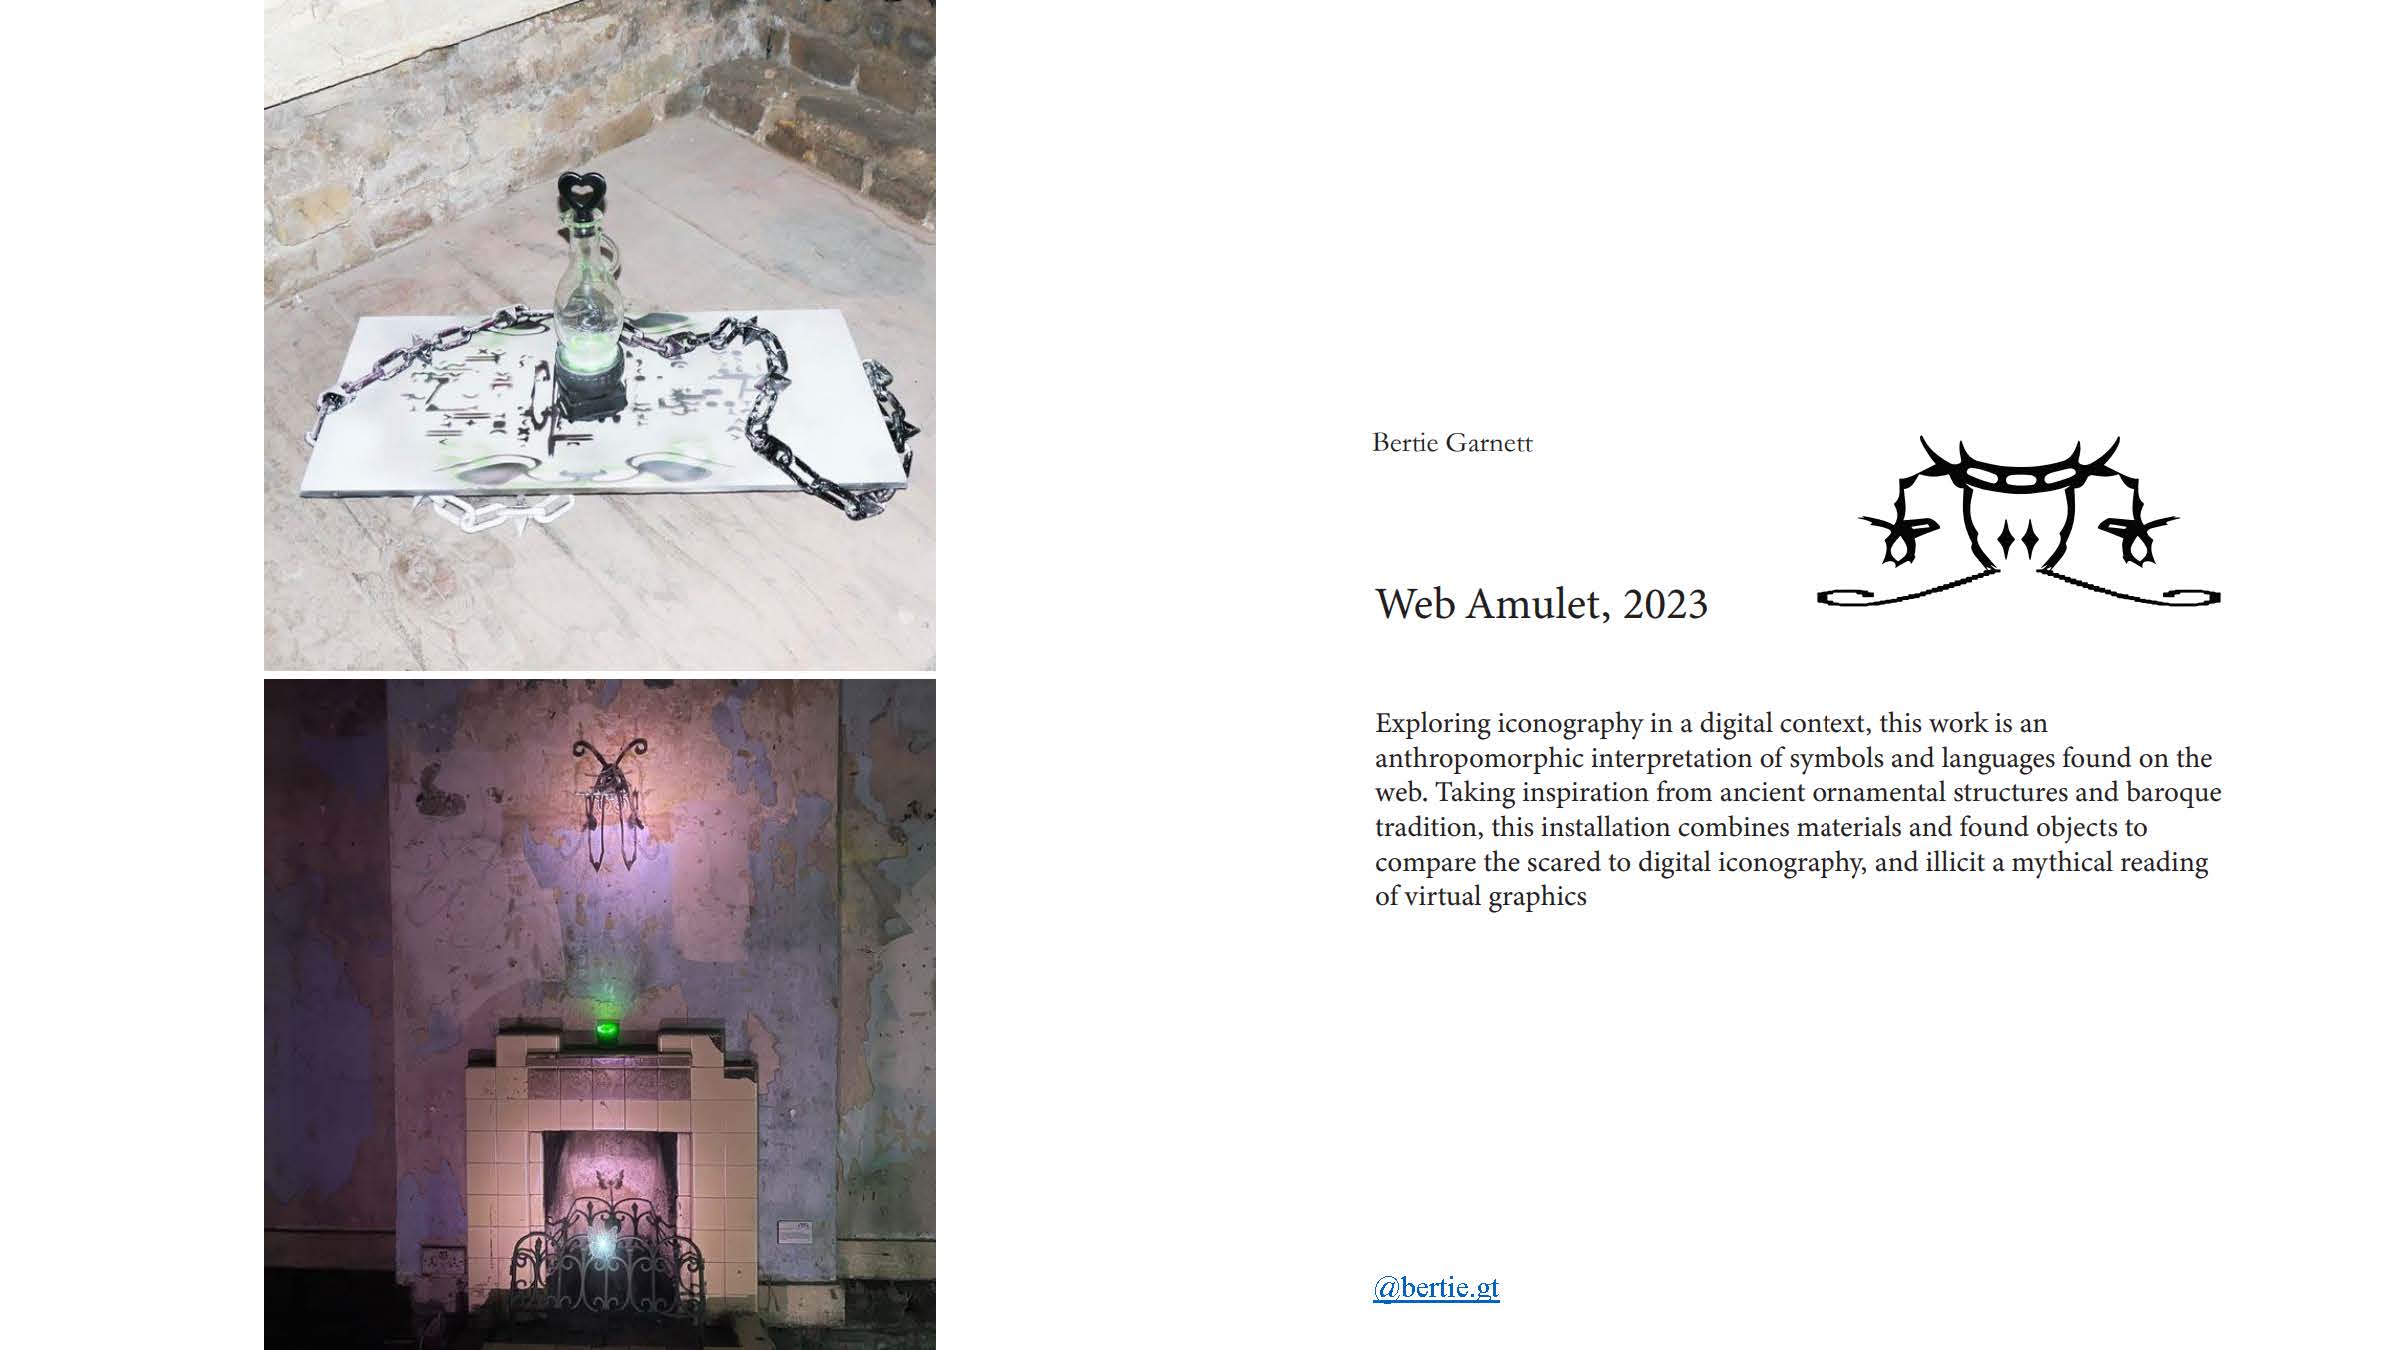 Bertie Garnett
Web Amulet, 2023
Exploring iconography in a digital context, this work is an
anthropomorphic interpretation of symbols and languages found on the
web. Taking inspiration from ancient ornamental structures and baroque
tradition, this installation combines materials and found objects to
compare the scared to digital iconography, and illicit a mythical reading
of virtual graphics
@bertie.gt